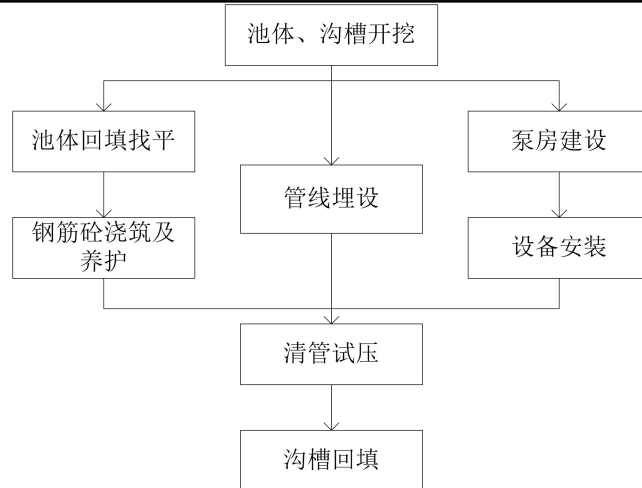 池体、沟槽开挖
池体回填找平
管线埋设
泵房建设
钢筋砼浇筑及
养护
设备安装
清管试压
沟槽回填